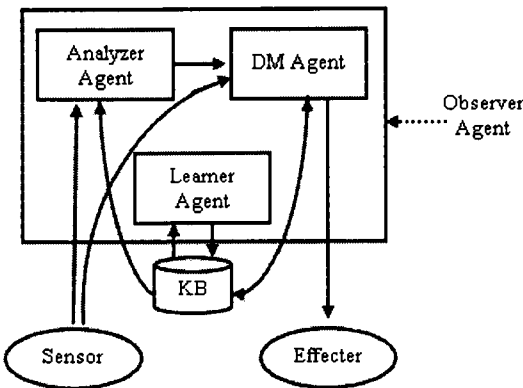 Analyzer
Agent
DM Agent
Observer
Agent
Learner
Agent
KB
Sensor
Effecter